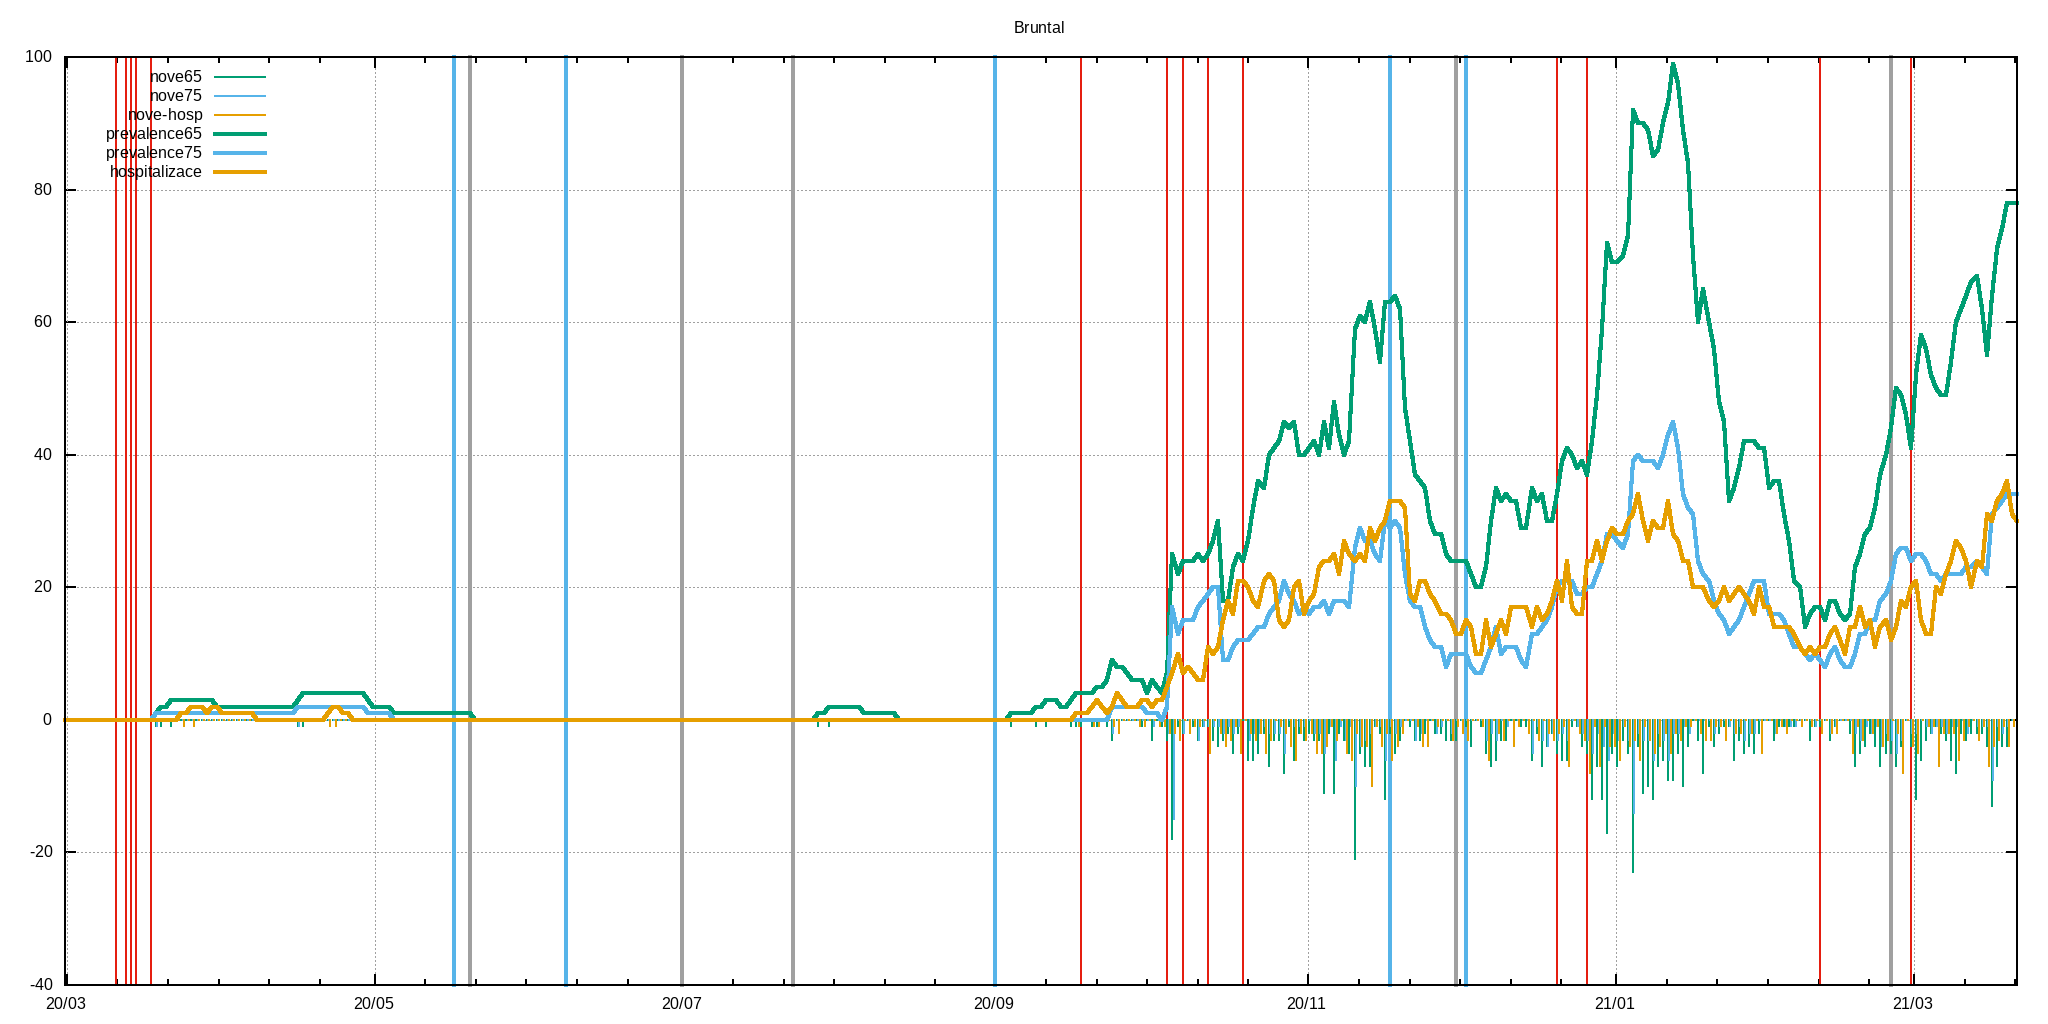 Bruntal
100
nove65
nove75
nove-hosp
prevalence65
prevalence75
hospitalizace
80
60
40
20
0
-20
-40
20/03 20/05 20/07 20/09 20/11 21/01 21/03